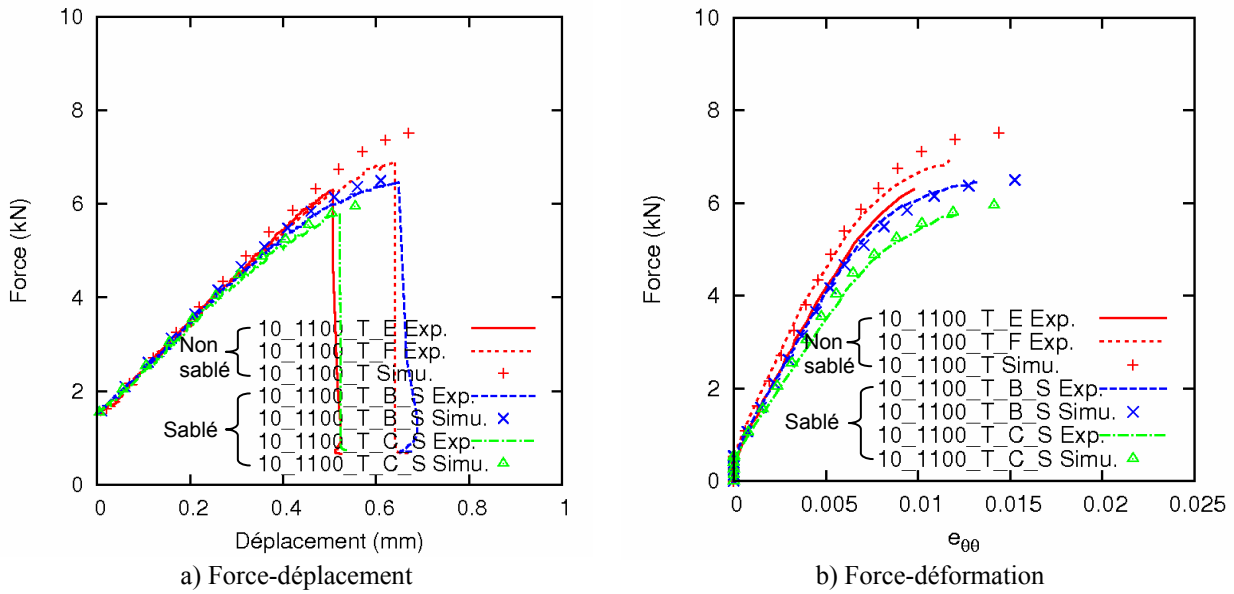 10
8
6
4
2
0
Force (kN)
0
0.2
0.4
0.6
0.8
1
Déplacement (mm)
Non
sablé
Sablé
10_1100_T_E Exp.
10_1100_T_F Exp.
10_1100_T Simu.
10_1100_T_B_S Exp.
10_1100_T_B_S Simu.
10_1100_T_C_S Exp.
10_1100_T_C_S Simu.
a) Force-déplacement
10
8
6
4
2
0
Force (kN)
0
0.005
0.01
0.015
0.02
0.025
e_θθ
Non
sablé
Sablé
10_1100_T_E Exp.
10_1100_T_F Exp.
10_1100_T Simu.
10_1100_T_B_S Exp.
10_1100_T_B_S Simu.
10_1100_T_C_S Exp.
10_1100_T_C_S Simu.
b) Force-déformation